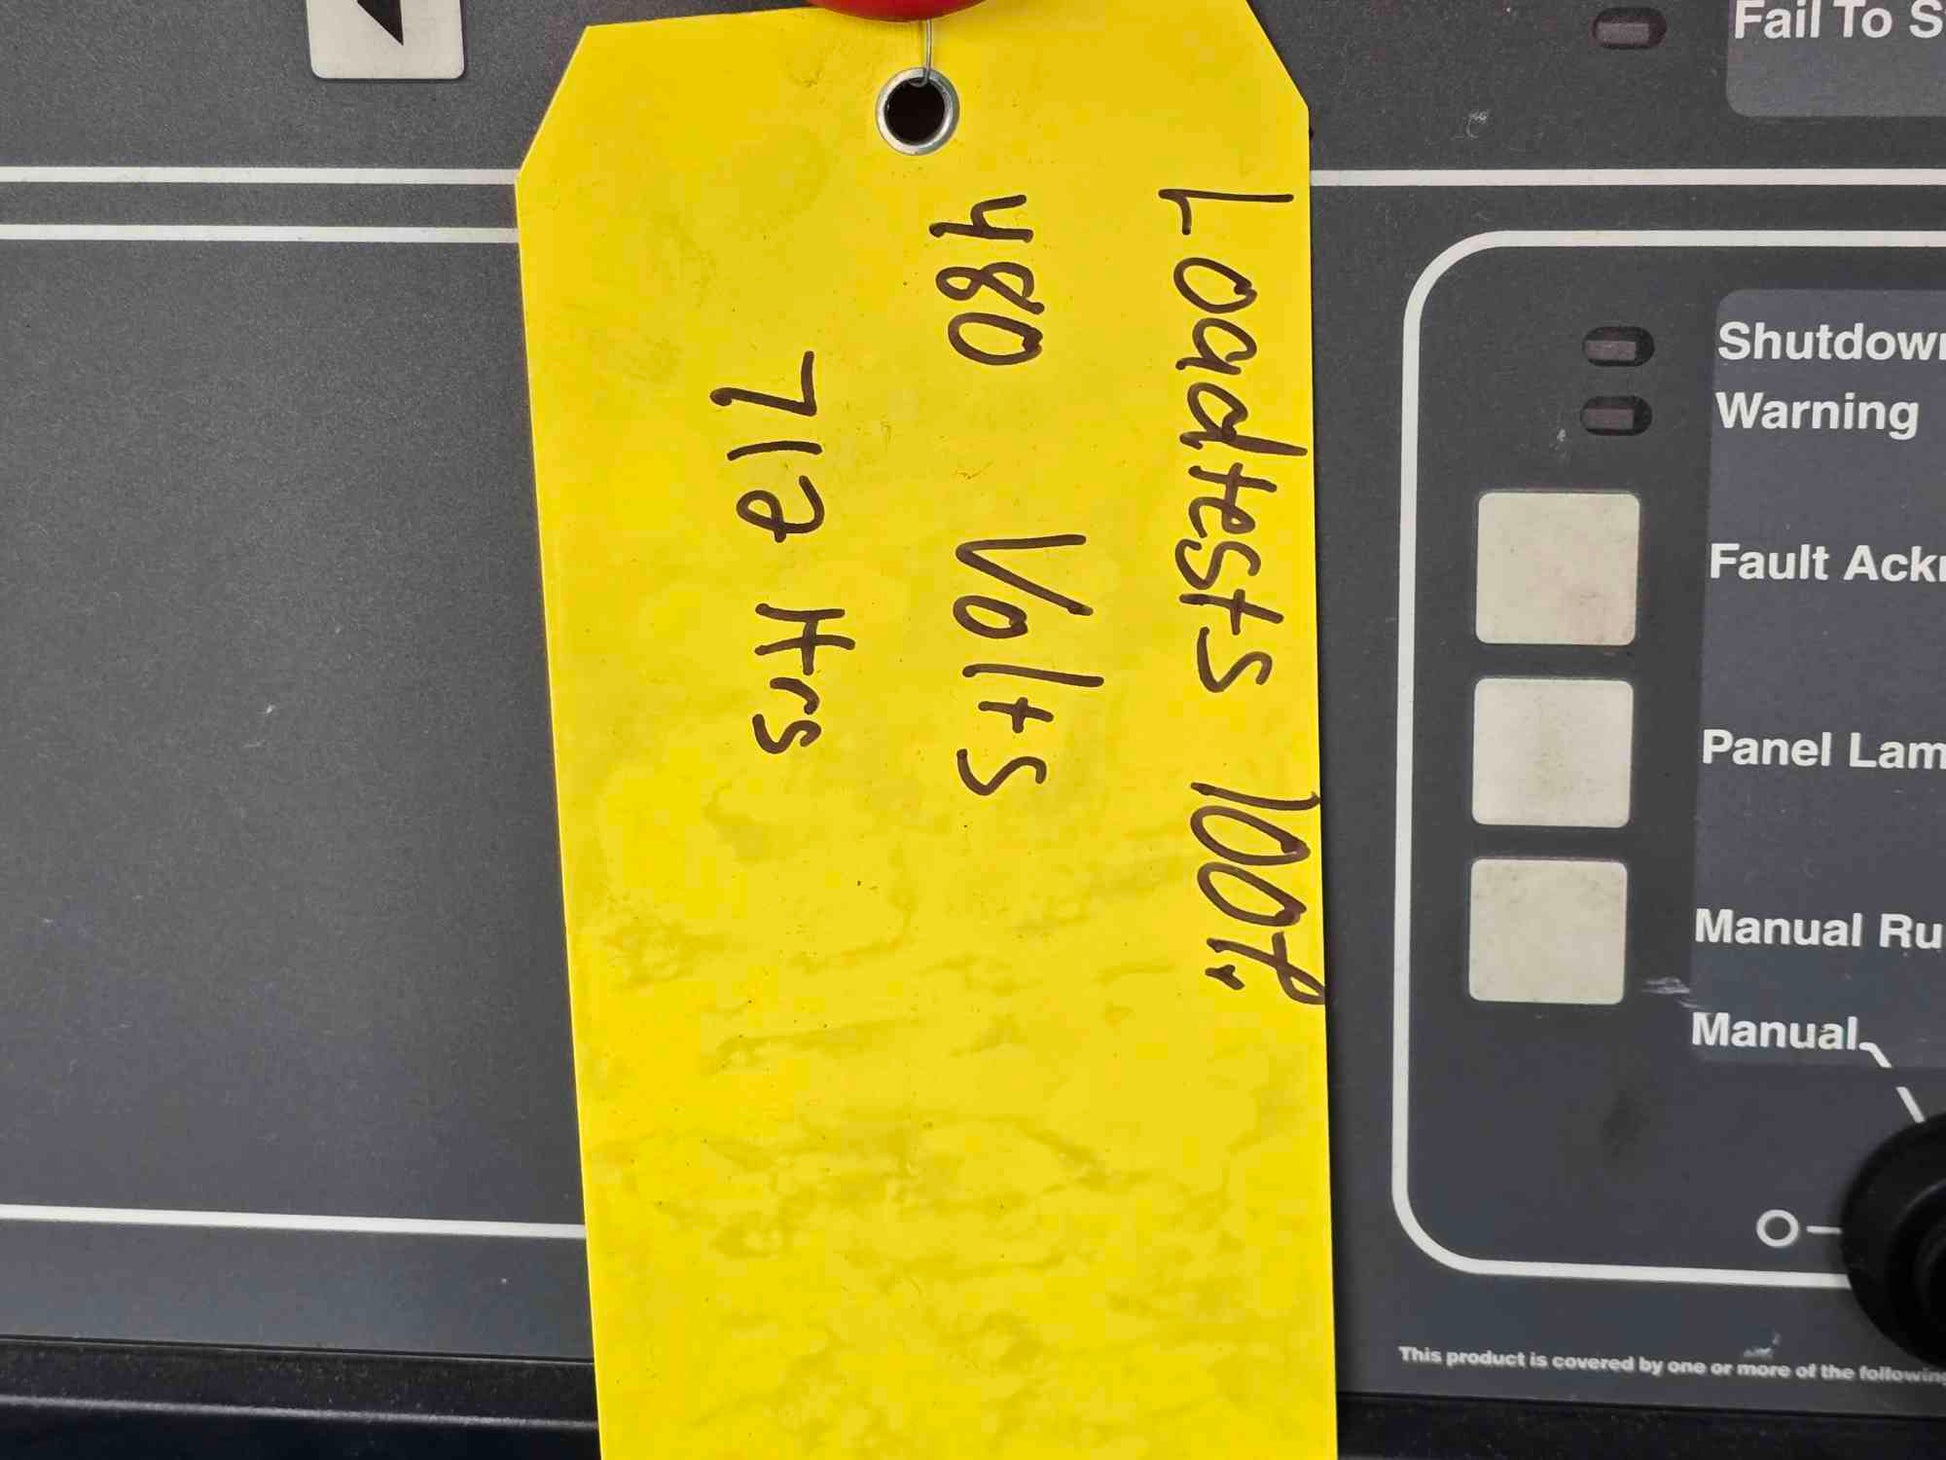 Loadtests 100%
480 Volts
712 Hrs
Fail To S
Shutdown
Warning
Fault Ack
Panel Lam
Manual Ru
Manual
O
This product is covered by one or more of the following